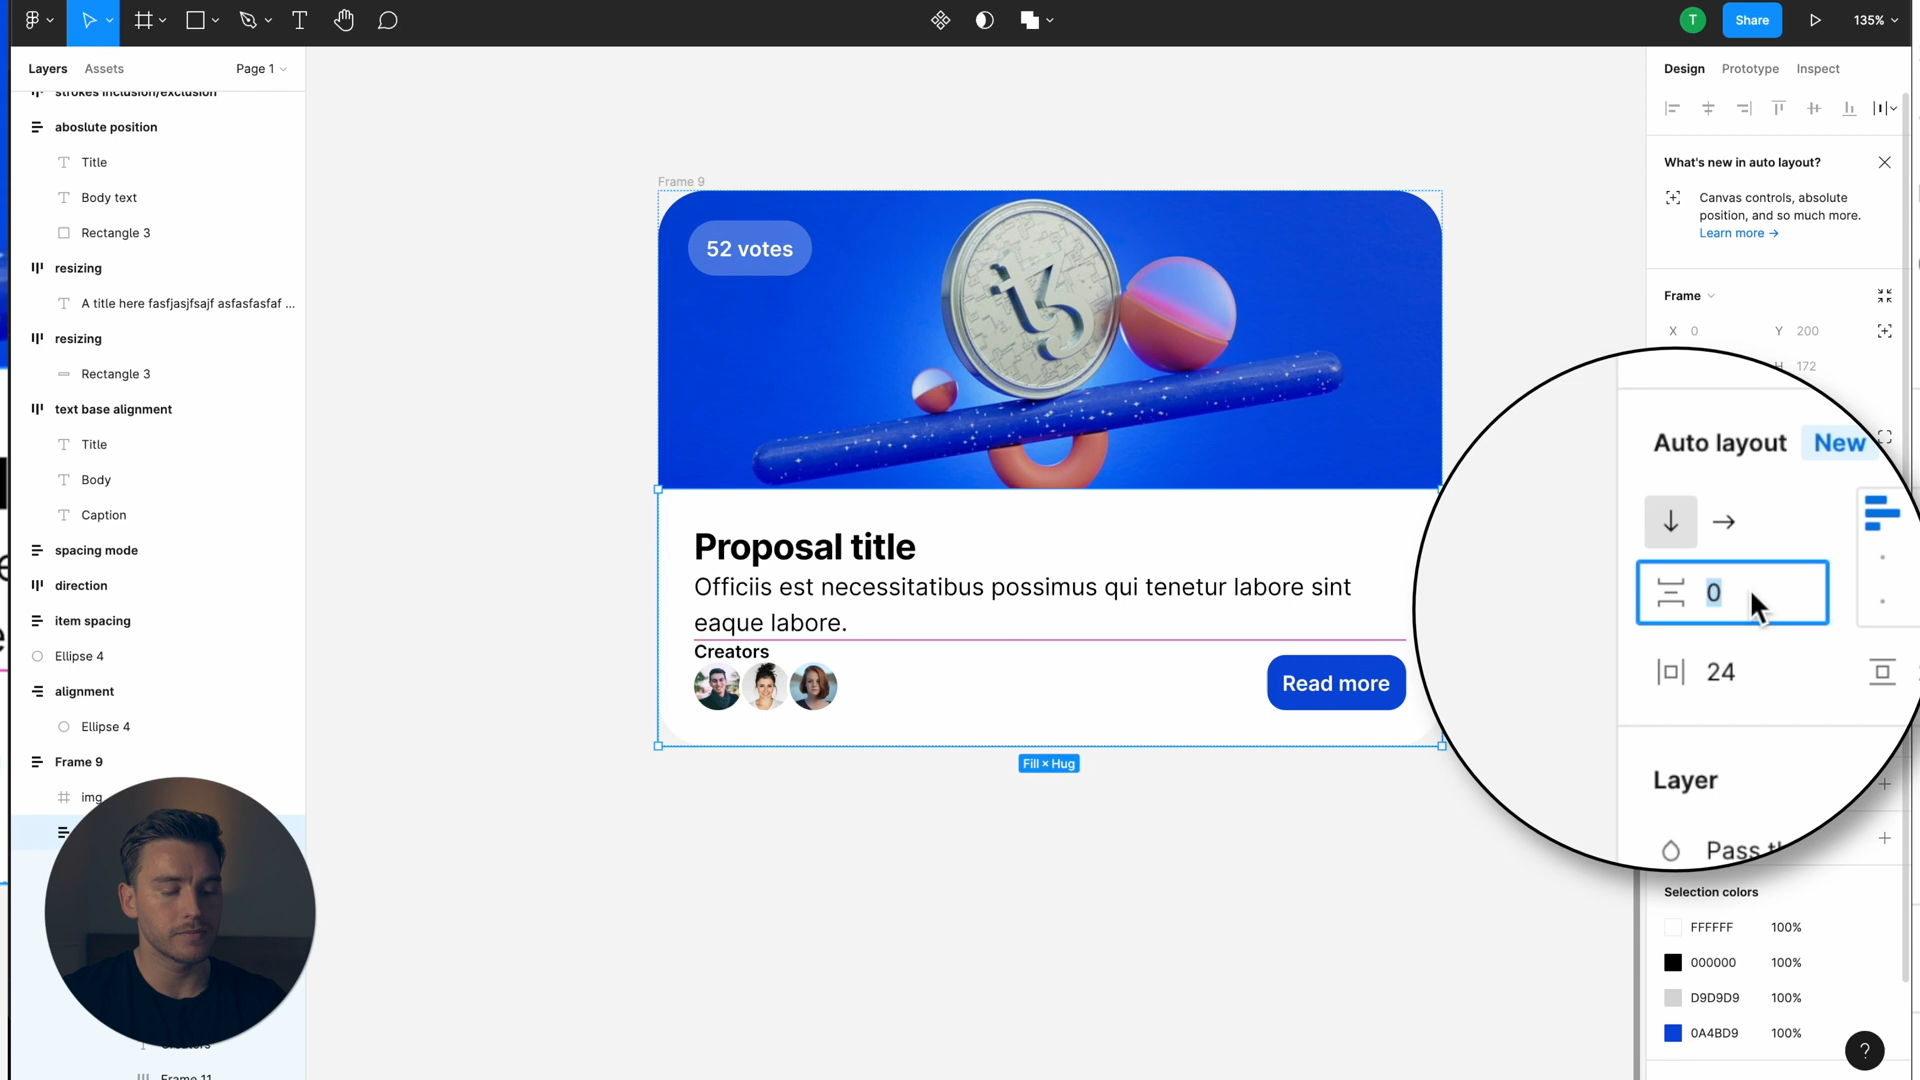 T
Share
135%
Layers
Assets
Page 1
strokes inclusion/exclusion
aboslute position
Title
Body text
Rectangle 3
resizing
A title here fasfjasjfsajf asfasfasfaf ...
resizing
Rectangle 3
text base alignment
Title
Body
Caption
spacing mode
direction
item spacing
Ellipse 4
alignment
Ellipse 4
Frame 9
img
Creators
Frame 11
Frame 9
52 votes
Proposal title
Officiis est necessitatibus possimus qui tenetur labore sint
eaque labore.
Creators
Read more
Fill × Hug
Design
Prototype
Inspect
What's new in auto layout?
Canvas controls, absolute
position, and so much more.
Learn more →
Frame
X 0
Y 200
H 172
Auto layout
New
0
24
Layer
Pass
Selection colors
FFFFFF 100%
000000 100%
D9D9D9 100%
0A4BD9 100%
?